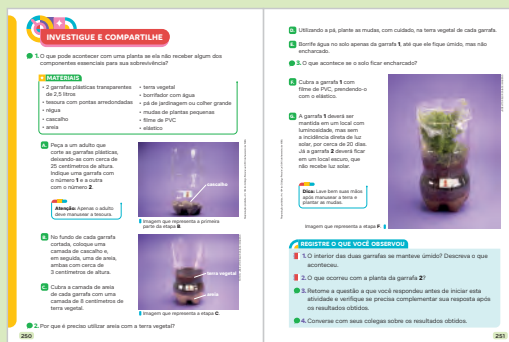 INVESTIGUE E COMPARTILHE
1. O que pode acontecer com uma planta se ela não receber algum dos
componentes essenciais para sua sobrevivência?
MATERIAIS
• 2 garrafas plásticas transparentes
de 2,5 litros
• tesoura com pontas arredondadas
• régua
• cascalho
• areia
• terra vegetal
• borrifador com água
• pá de jardinagem ou colher grande
• mudas de plantas pequenas
• filme de PVC
• elástico
A. Peça a um adulto que
corte as garrafas plásticas,
deixando-as com cerca de
25 centímetros de altura.
Indique uma garrafa com
o número 1 e a outra
com o número 2.
Atenção: Apenas o adulto
deve manusear a tesoura.
cascalho
Imagem que representa a primeira
parte da etapa B.
B. No fundo de cada garrafa
cortada, coloque uma
camada de cascalho e,
em seguida, uma de areia,
ambas com cerca de
3 centímetros de altura.
C. Cubra a camada de areia
de cada garrafa com uma
camada de 8 centímetros de
terra vegetal.
terra vegetal
areia
Imagem que representa a etapa C.
2. Por que é preciso utilizar areia com a terra vegetal?
250
D. Utilizando a pá, plante as mudas, com cuidado, na terra vegetal de cada garrafa.
E. Borrife água no solo apenas da garrafa 1, até que ele fique úmido, mas não
encharcado.
3. O que acontece se o solo ficar encharcado?
F. Cubra a garrafa 1 com
filme de PVC, prendendo-o
com o elástico.
G. A garrafa 1 deverá ser
mantida em um local com
luminosidade, mas sem
a incidência direta de luz
solar, por cerca de 20 dias.
Já a garrafa 2 deverá ficar
em um local escuro, que
não recebe luz solar.
Dica: Lave bem suas mãos
após manusear a terra e
plantar as mudas.
Imagem que representa a etapa F.
REGISTRE O QUE VOCÊ OBSERVOU
1. O interior das duas garrafas se manteve úmido? Descreva o que
aconteceu.
2. O que ocorreu com a planta da garrafa 2?
3. Retome a questão a que você respondeu antes de iniciar esta
atividade e verifique se precisa complementar sua resposta após
os resultados obtidos.
4. Converse com seus colegas sobre os resultados obtidos.
251